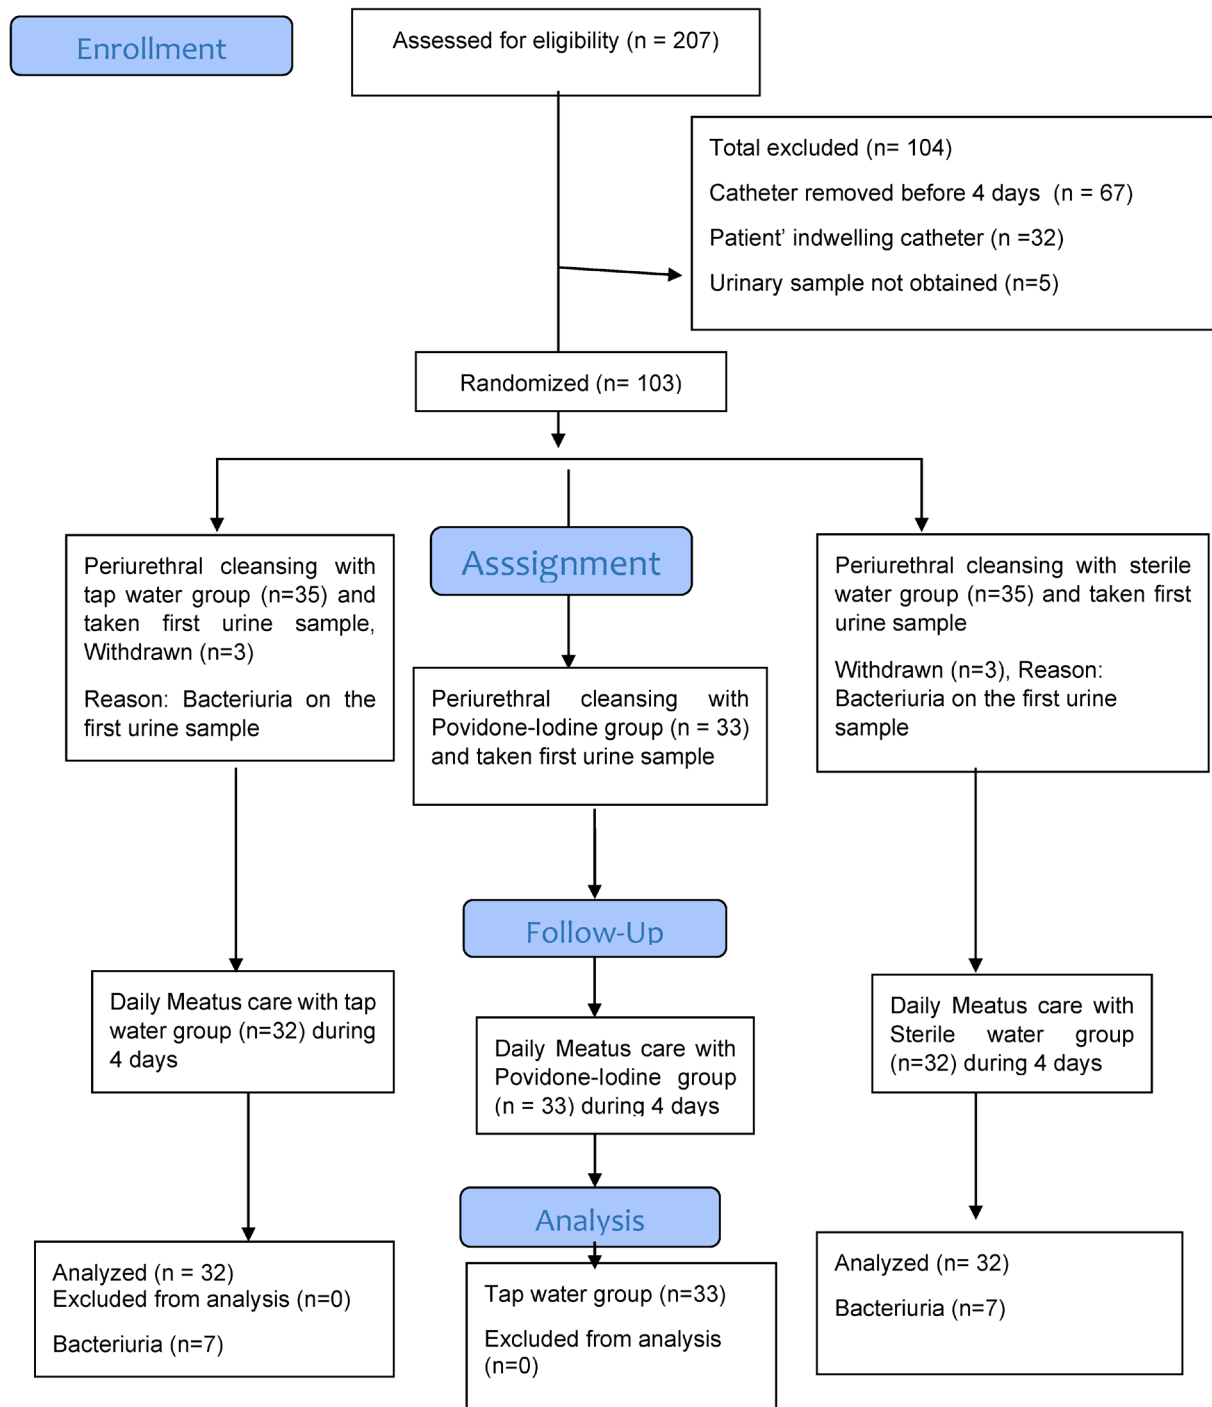 Enrollment
Assessed for eligibility (n = 207)
Total excluded (n= 104)
Catheter removed before 4 days (n = 67)
Patient’ indwelling catheter (n =32)
Urinary sample not obtained (n=5)
Randomized (n= 103)
Periurethral cleansing with
tap water group (n=35) and
taken first urine sample,
Withdrawn (n=3)
Reason: Bacteriuria on the
first urine sample
Asssignment
Periurethral cleansing with
Povidone-Iodine group (n = 33)
and taken first urine sample
Periurethral cleansing with sterile
water group (n=35) and taken first
urine sample
Withdrawn (n=3), Reason:
Bacteriuria on the first urine
sample
Follow-Up
Daily Meatus care with tap
water group (n=32) during
4 days
Daily Meatus care with
Povidone-Iodine group
(n = 33) during 4 days
Daily Meatus care with
Sterile water group
(n=32) during 4 days
Analysis
Analyzed (n = 32)
Excluded from analysis (n=0)
Bacteriuria (n=7)
Tap water group (n=33)
Excluded from analysis
(n=0)
Analyzed (n= 32)
Bacteriuria (n=7)